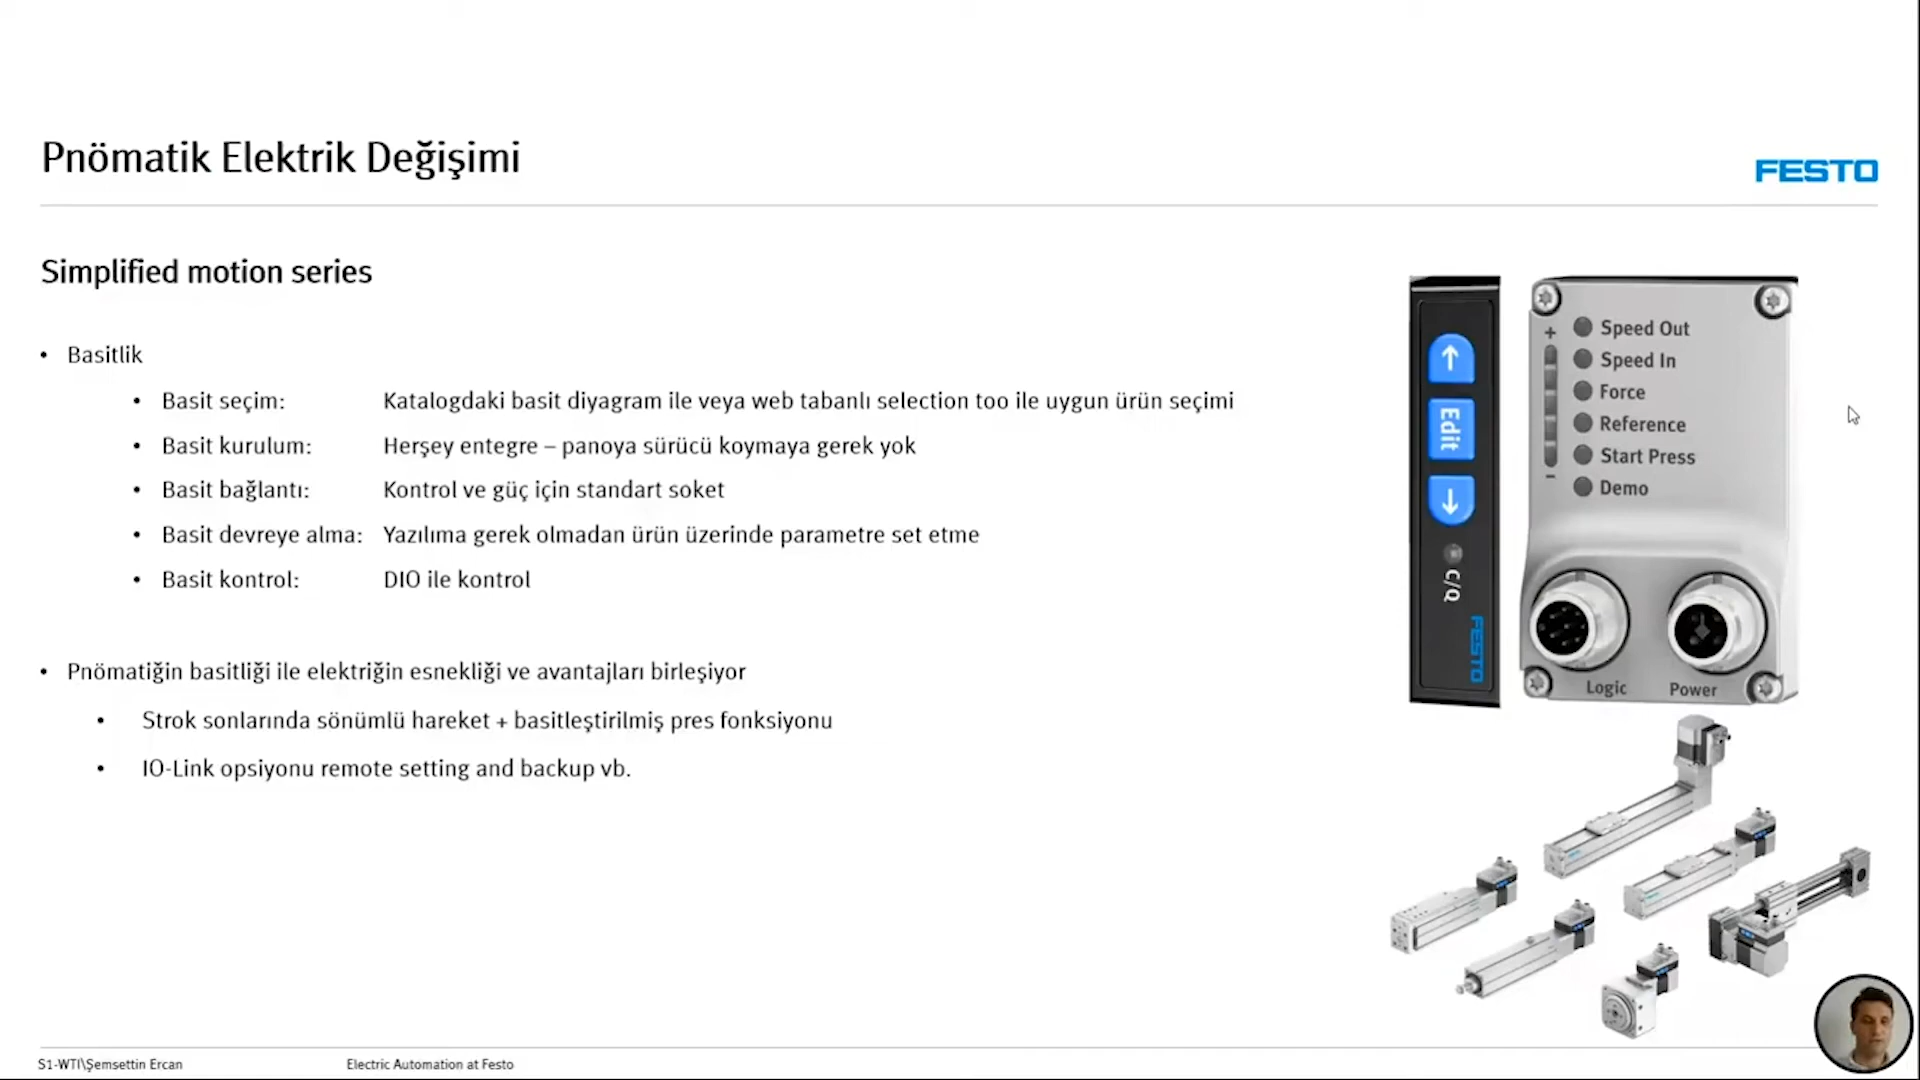 Pnömatik Elektrik Değişimi
FESTO
Simplified motion series
• Basitlik
• Basit seçim: Katalogdaki basit diyagram ile veya web tabanlı selection too ile uygun ürün seçimi
• Basit kurulum: Herşey entegre – panoya sürücü koymaya gerek yok
• Basit bağlantı: Kontrol ve güç için standart soket
• Basit devreye alma: Yazılıma gerek olmadan ürün üzerinde parametre set etme
• Basit kontrol: DIO ile kontrol
• Pnömatiğin basitliği ile elektriğin esnekliği ve avantajları birleşiyor
• Strok sonlarında sönümlü hareket + basitleştirilmiş pres fonksiyonu
• IO-Link opsiyonu remote setting and backup vb.
Edit
C/Q
FESTO
+
-
Speed Out
Speed In
Force
Reference
Start Press
Demo
Logic
Power
S1-WTI\Şemsettin Ercan
Electric Automation at Festo